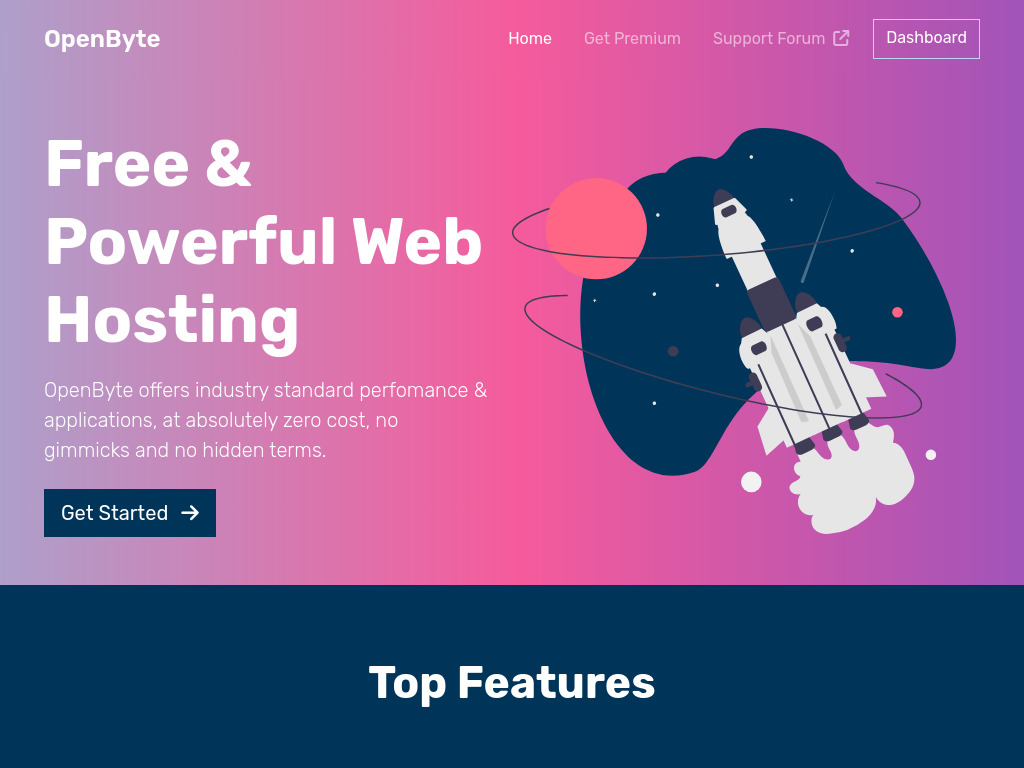 OpenByte
Home
Get Premium
Support Forum
Dashboard
Free &
Powerful Web
Hosting
OpenByte offers industry standard perfomance &
applications, at absolutely zero cost, no
gimmicks and no hidden terms.
Get Started
Top Features